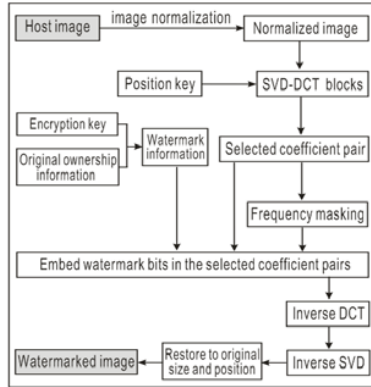 Host image
image normalization
Normalized image
Position key
SVD-DCT blocks
Encryption key
Original ownership
information
Watermark
information
Selected coefficient pair
Frequency masking
Embed watermark bits in the selected coefficient pairs
Inverse DCT
Watermarked image
Restore to original
size and position
Inverse SVD